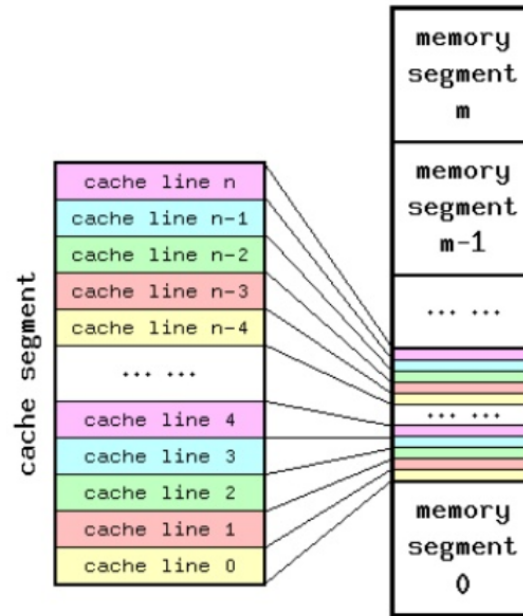 cache segment
cache line n
cache line n-1
cache line n-2
cache line n-3
cache line n-4
... ...
cache line 4
cache line 3
cache line 2
cache line 1
cache line 0
memory
segment
m
memory
segment
m-1
... ...
... ...
memory
segment
0